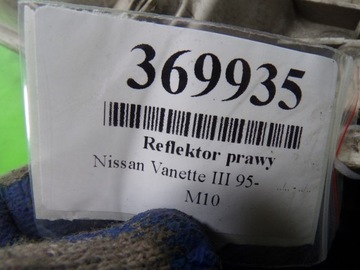 369935
Reflektor prawy
Nissan Vanette III 95-
M10